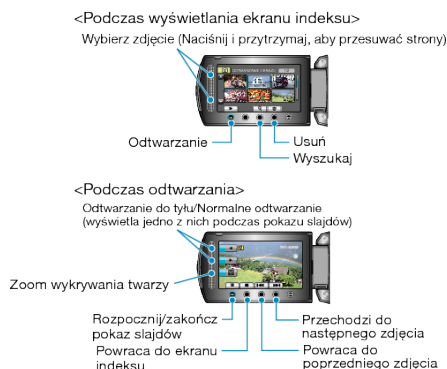 <Podczas wyświetlania ekranu indeksu>
Wybierz zdjęcie (Naciśnij i przytrzymaj, aby przesuwać strony)
Odtwarzanie
Usuń
Wyszukaj
<Podczas odtwarzania>
Odtwarzanie do tyłu/Normalne odtwarzanie
(wyświetla jedno z nich podczas pokazu slajdów)
Zoom wykrywania twarzy
Rozpocznij/zakończ
pokaz slajdów
Przechodzi do
następnego zdjęcia
Powraca do ekranu
indeksu
Powraca do
poprzedniego zdjęcia